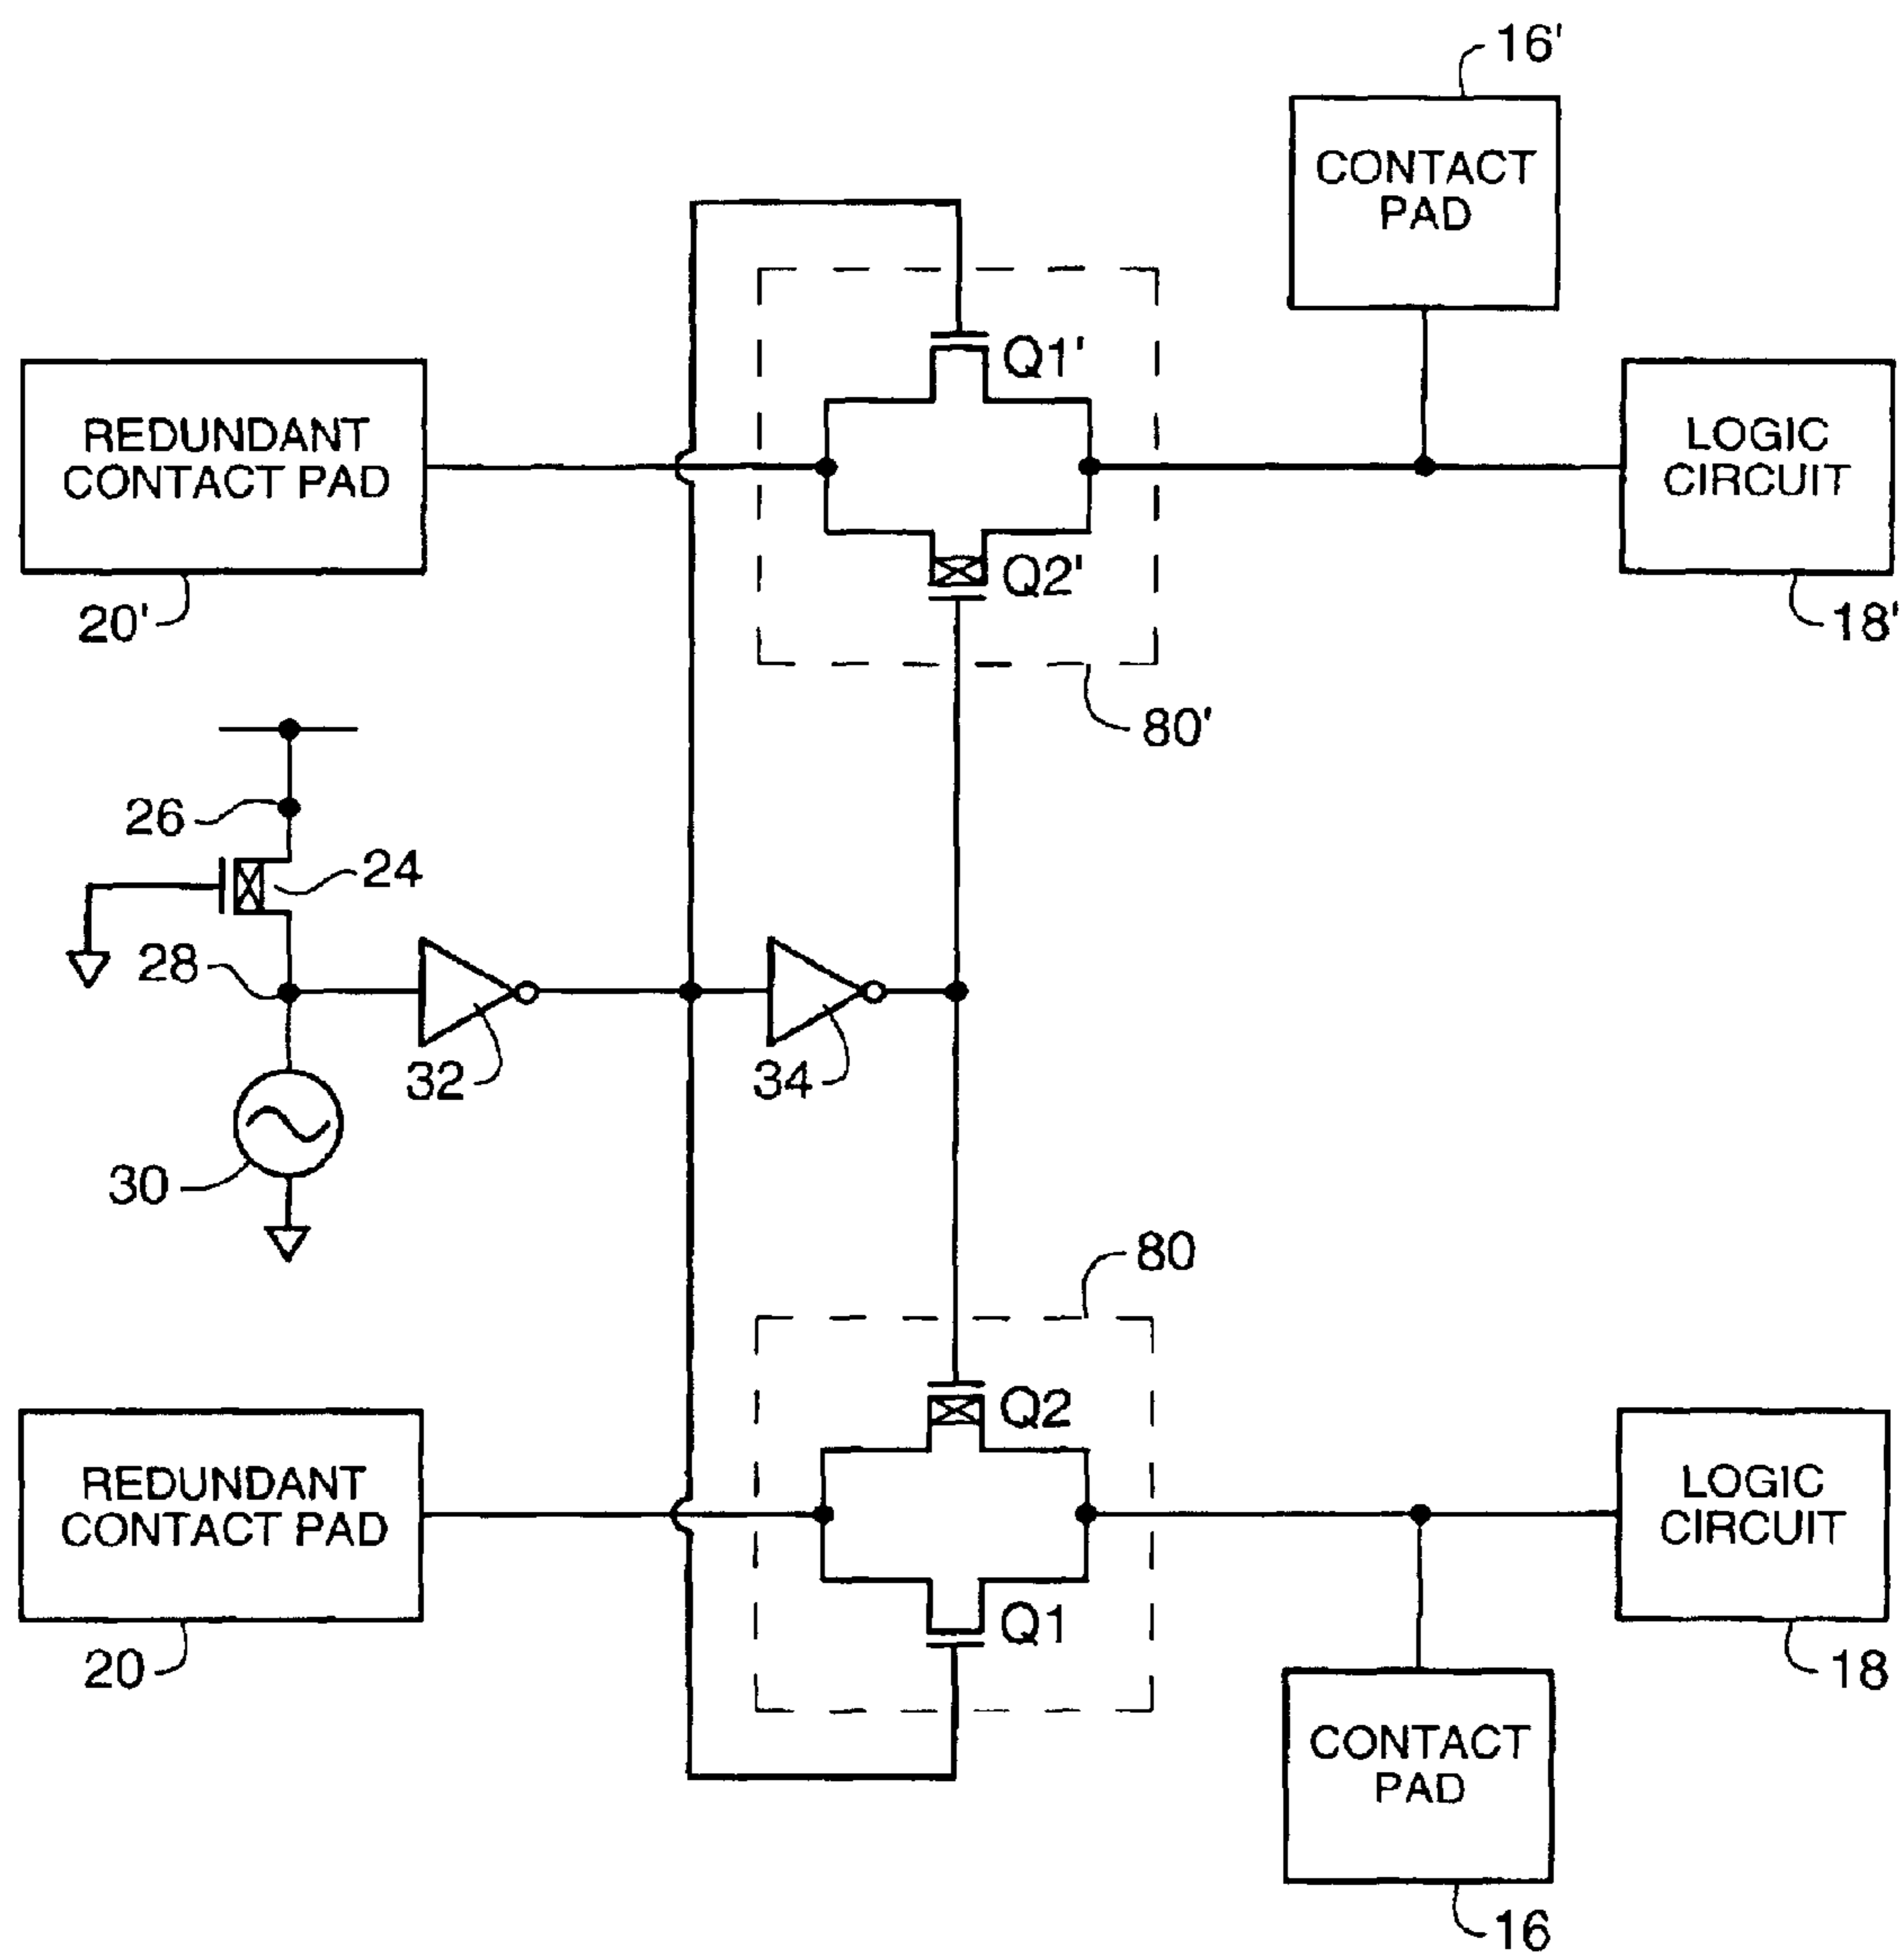 16'
CONTACT
PAD
Q1'
REDUNDANT
CONTACT PAD
LOGIC
CIRCUIT
Q2'
20'
18'
80'
26
24
28
32
34
30
80
Q2
REDUNDANT
CONTACT PAD
LOGIC
CIRCUIT
Q1
20
18
CONTACT
PAD
16